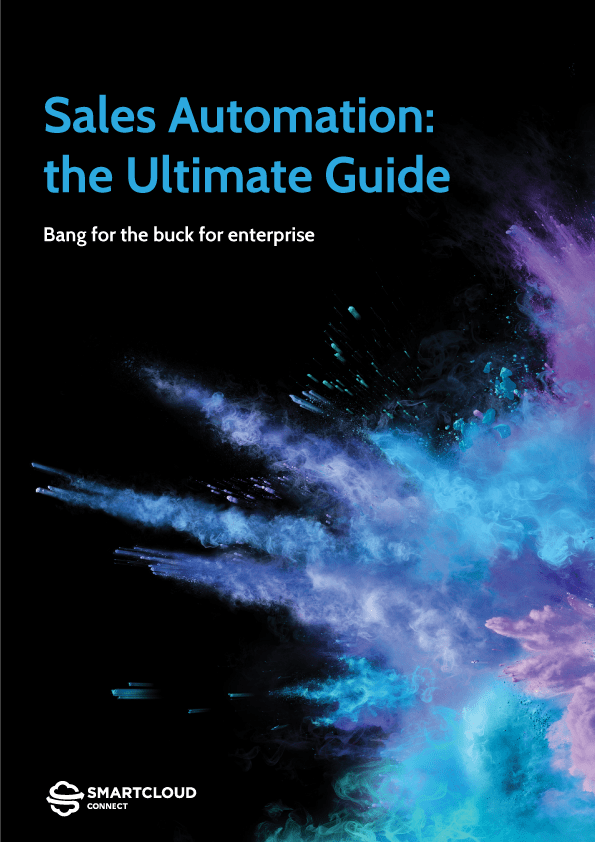 Sales Automation:
the Ultimate Guide
Bang for the buck for enterprise
SMARTCLOUD
CONNECT